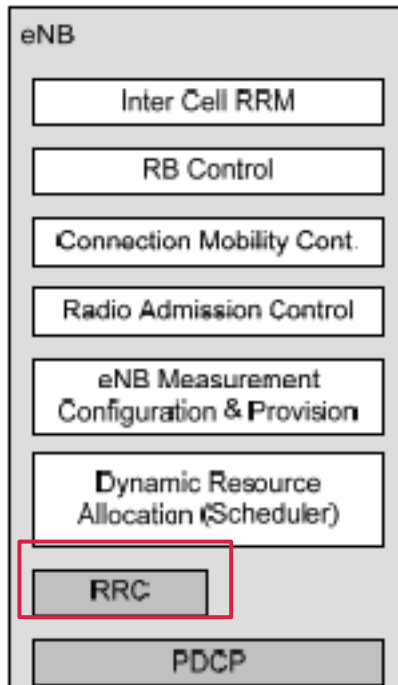 eNB
Inter Cell RRM
RB Control
Connection Mobility Cont.
Radio Admission Control
eNB Measurement
Configuration & Provision
Dynamic Resource
Allocation (Scheduler)
RRC
PDCP